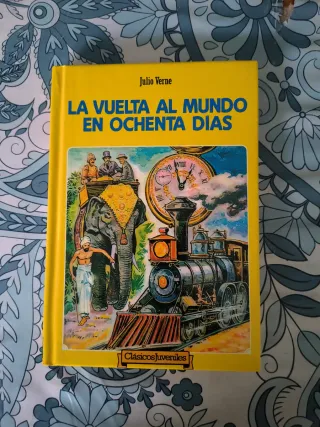 Julio Verne
LA VUELTA AL MUNDO
EN OCHENTA DIAS
Clásicos Juveniles